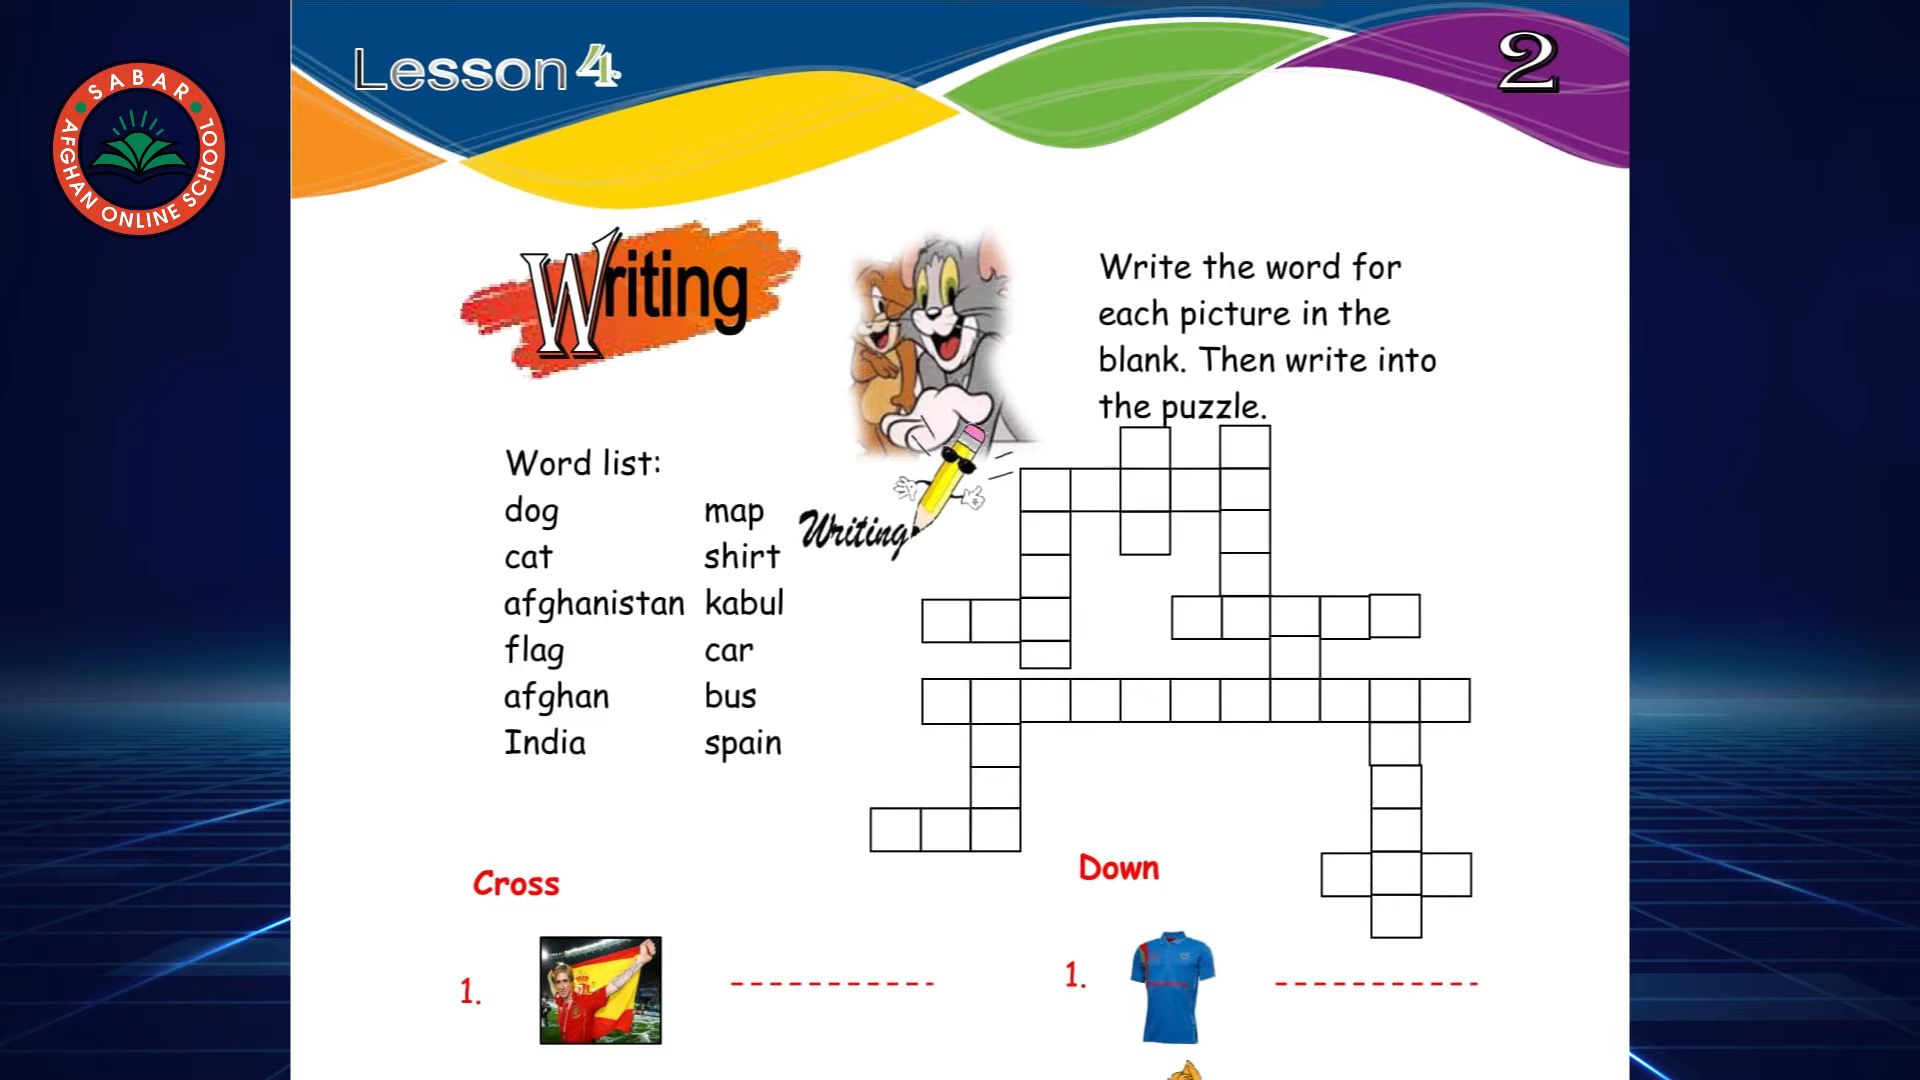 SABAR
AFGHAN ONLINE SCHOOL
Lesson 4
2
Writing
Write the word for
each picture in the
blank. Then write into
the puzzle.
Writing
Word list:
dog map
cat shirt
afghanistan kabul
flag car
afghan bus
India spain
Cross
Down
1.
1.